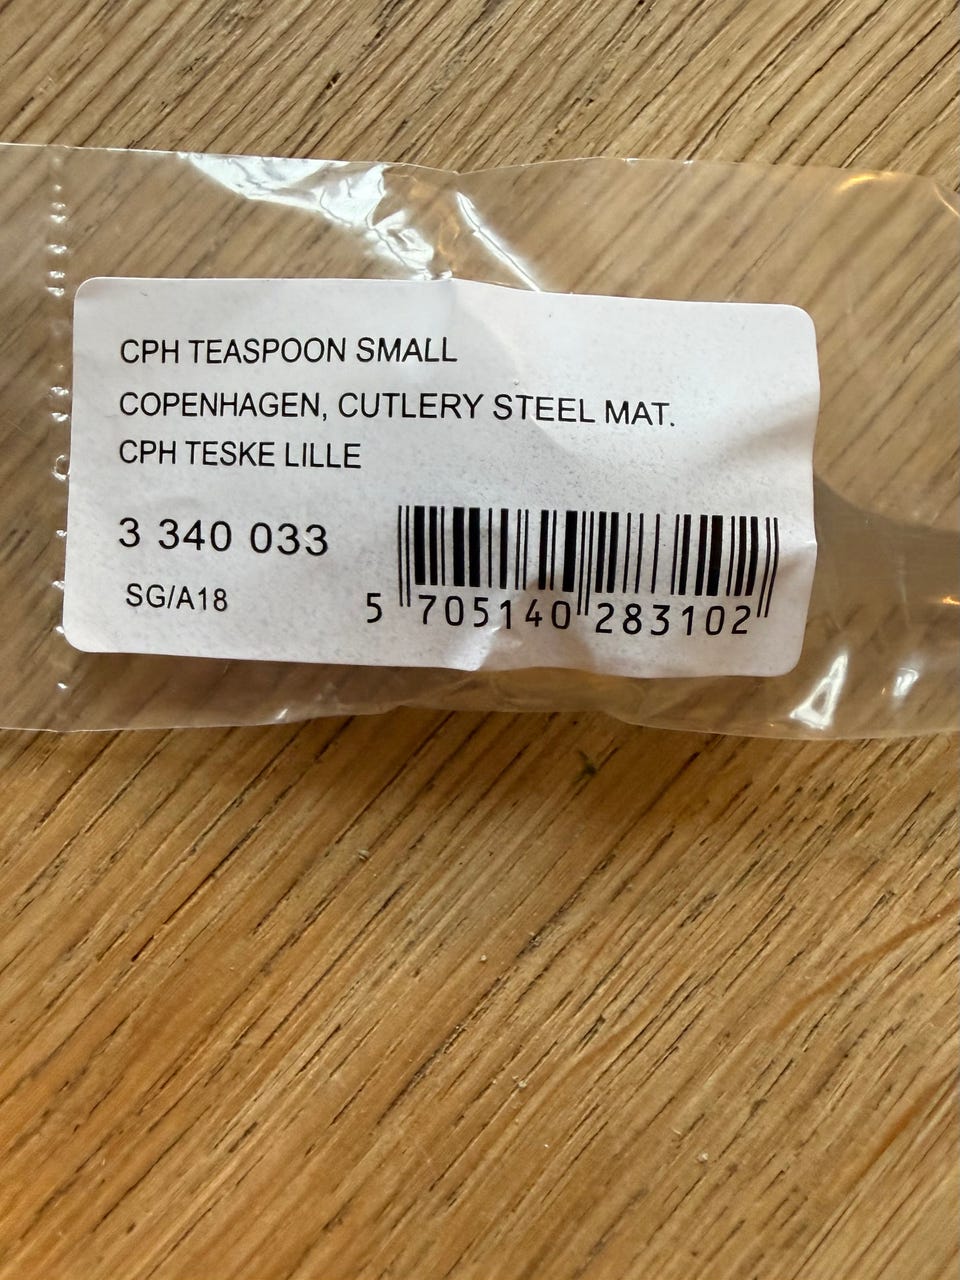 CPH TEASPOON SMALL
COPENHAGEN, CUTLERY STEEL MAT.
CPH TESKE LILLE
3 340 033
SG/A18
5 705140 283102